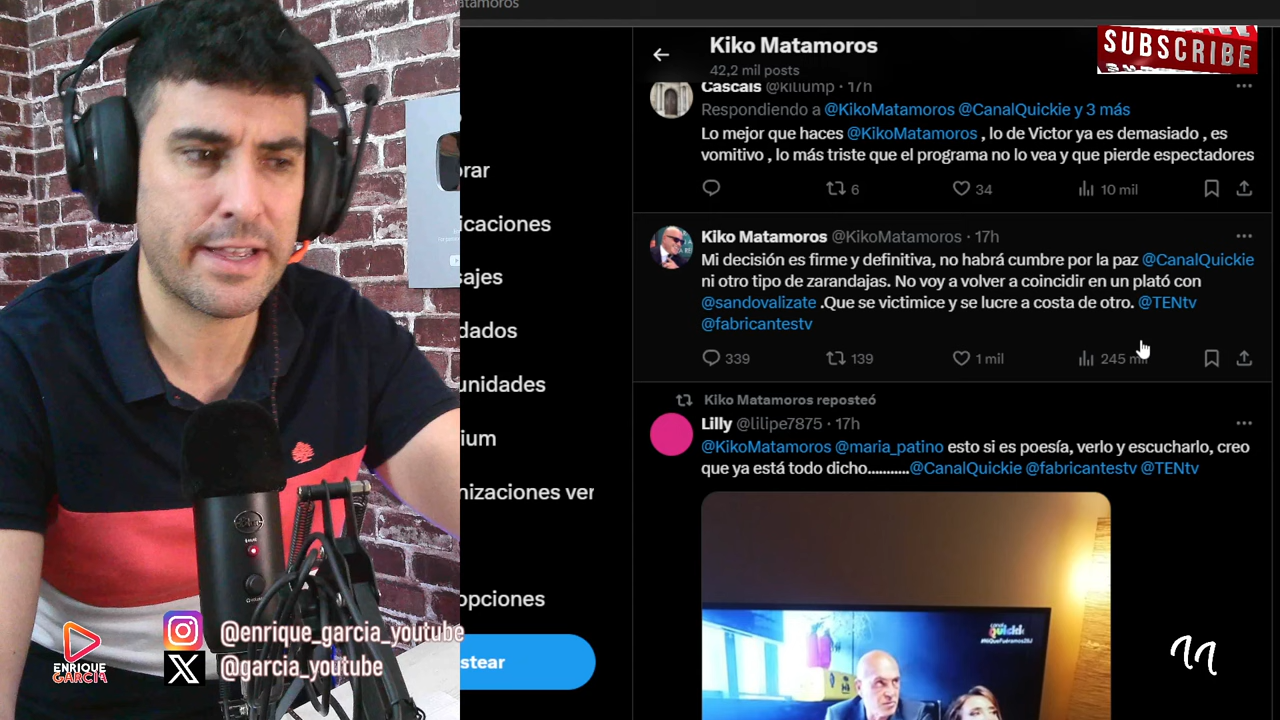 atamoros
Kiko Matamoros
42,2 mil posts
SUBSCRIBE
Cascais @killump · 17h
Respondiendo a @KikoMatamoros @CanalQuickie y 3 más
Lo mejor que haces @KikoMatamoros , lo de Victor ya es demasiado , es
vomitivo , lo más triste que el programa no lo vea y que pierde espectadores
6 34 10 mil
Kiko Matamoros @KikoMatamoros · 17h
Mi decisión es firme y definitiva, no habrá cumbre por la paz @CanalQuickie
ni otro tipo de zarandajas. No voy a volver a coincidir en un plató con
@sandovalizate .Que se victimice y se lucre a costa de otro. @TENtv
@fabricantestv
339 139 1 mil 245 mil
Kiko Matamoros reposteó
Lilly @lilipe7875 · 17h
@KikoMatamoros @maria_patino esto si es poesía, verlo y escucharlo, creo
que ya está todo dicho...........@CanalQuickie @fabricantestv @TENtv
quickie
orar
icaciones
sajes
dados
unidades
ium
nizaciones ver
opciones
stear
@enrique_garcia_youtube
@garcia_youtube
ENRIQUE
GARCIA